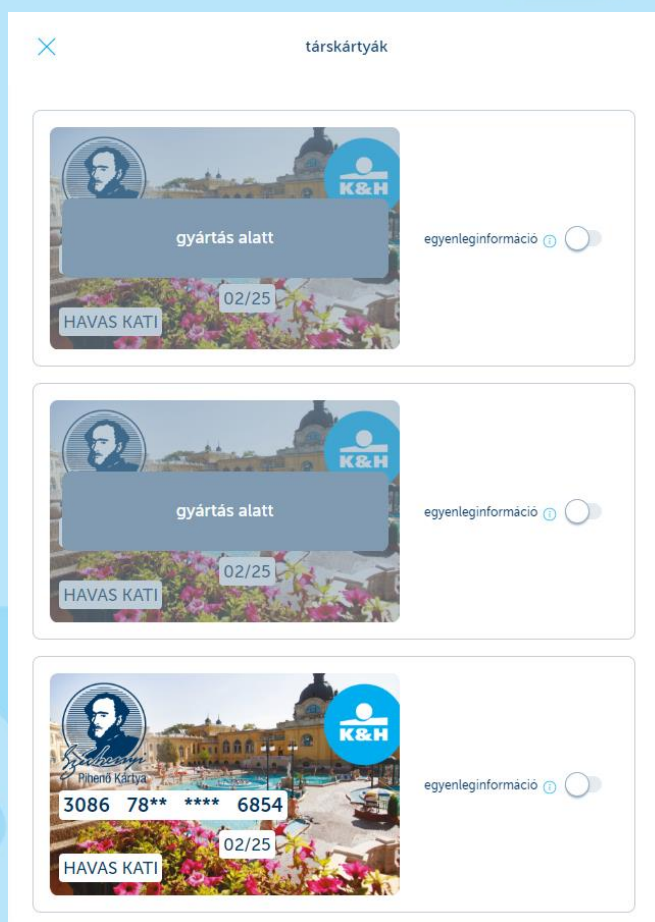 társkártyák
K&H
gyártás alatt
egyenleginformáció
02/25
HAVAS KATI
K&H
gyártás alatt
egyenleginformáció
02/25
HAVAS KATI
K&H
Széchenyi
Pihenő Kártya
3086 78** **** 6854
egyenleginformáció
02/25
HAVAS KATI